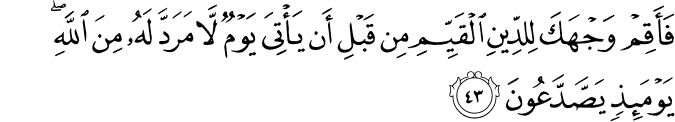 فَأَقِمۡ وَجۡهَكَ لِلدِّينِ ٱلۡقَيِّمِ مِن قَبۡلِ أَن يَأۡتِيَ يَوۡمٞ لَّا مَرَدَّ لَهُۥ مِنَ ٱللَّهِۖ
يَوۡمَئِذٖ يَصَّدَّعُونَ ٤٣